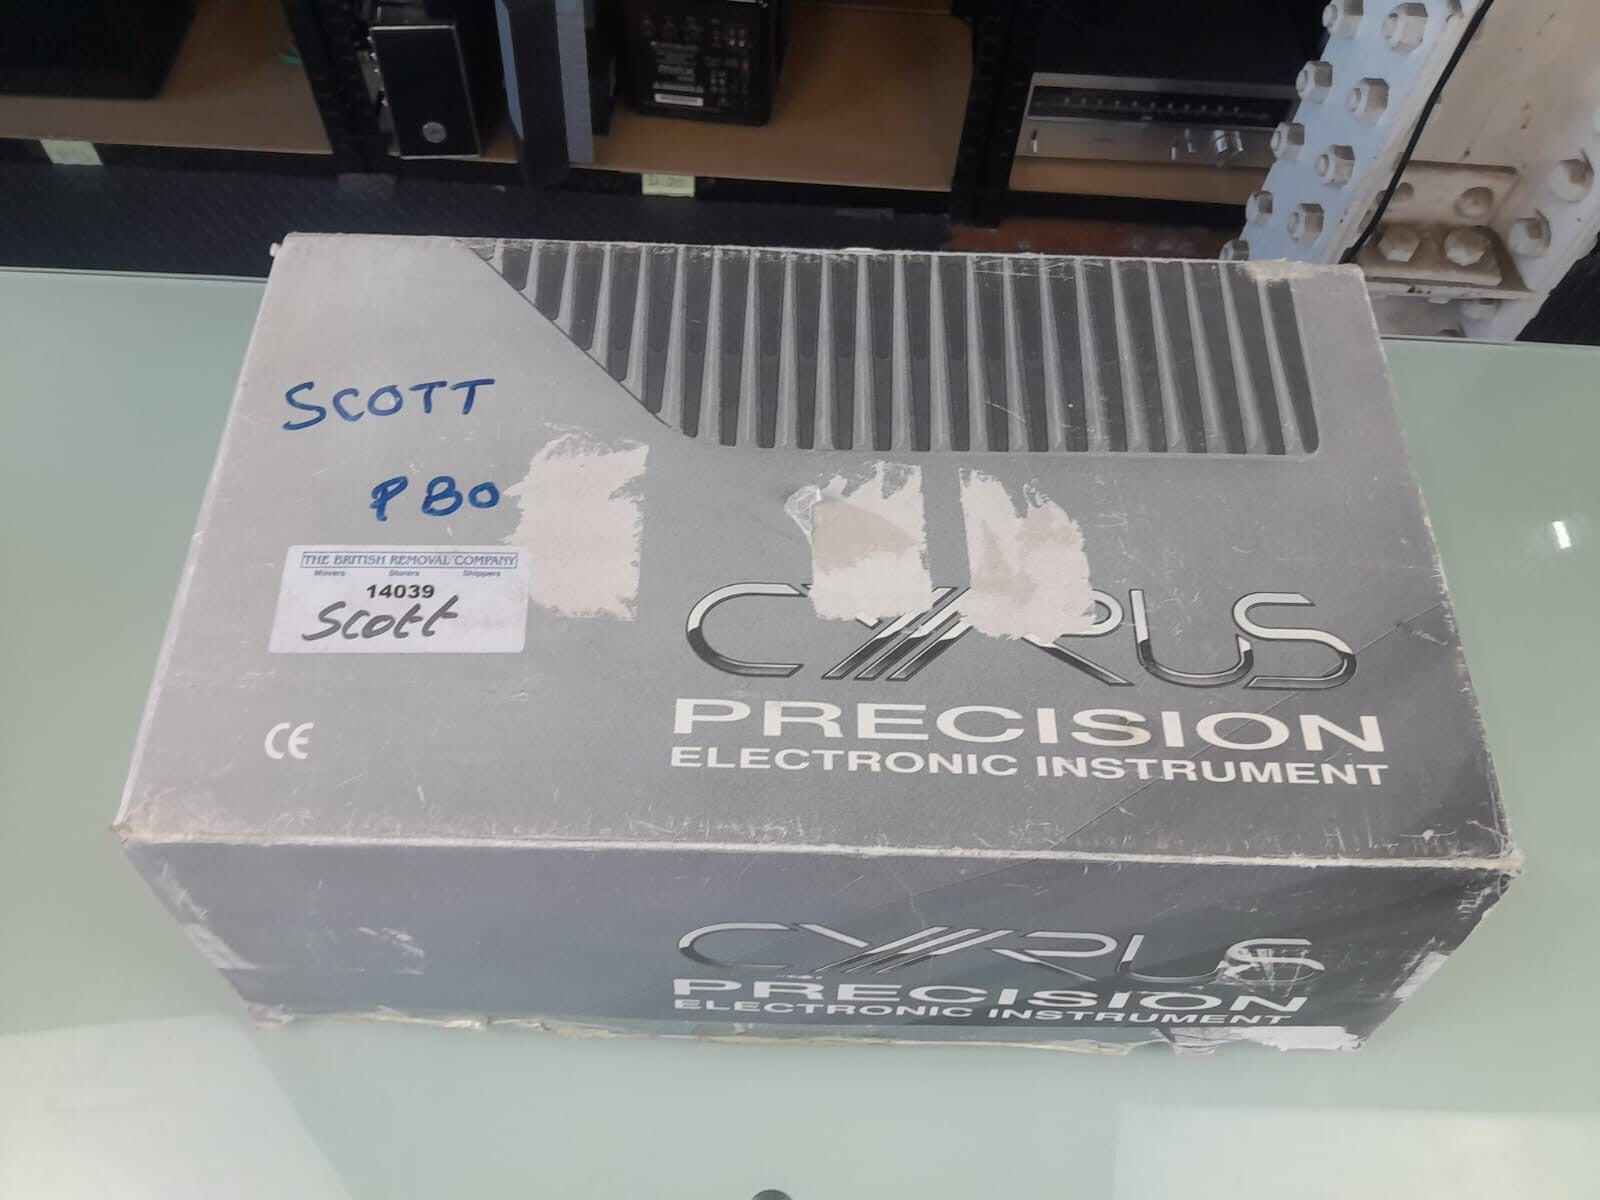 SCOTT
PBO
THE BRITISH REMOVAL COMPANY
Movers Storers Shippers
14039
Scott
CYRUS
PRECISION
ELECTRONIC INSTRUMENT
CE
CYRUS
PRECISION
ELECTRONIC INSTRUMENT